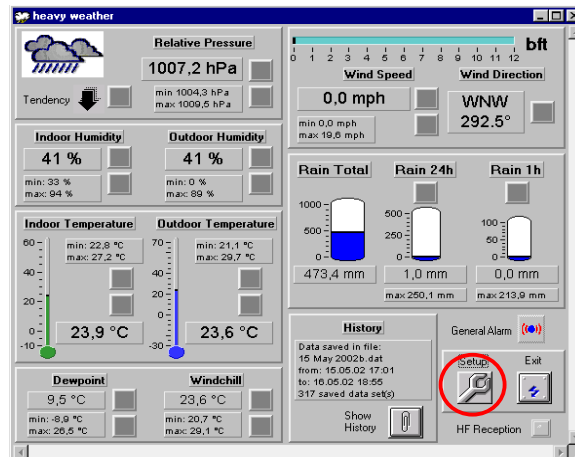 heavy weather
Relative Pressure
1007,2 hPa
Tendency
min 1004,3 hPa
max 1009,5 hPa
0 1 2 3 4 5 6 7 8 9 10 11 12
bft
Wind Speed
Wind Direction
0,0 mph
WNW
292.5°
min 0,0 mph
max 19,6 mph
Indoor Humidity
Outdoor Humidity
41 %
41 %
min: 33 %
max: 94 %
min: 0 %
max: 89 %
Rain Total
Rain 24h
Rain 1h
1000
500
0
500
250
0
100
50
0
473,4 mm
1,0 mm
0,0 mm
max 250,1 mm
max 213,9 mm
Indoor Temperature
Outdoor Temperature
60
40
20
0
-10
min: 22,8 °C
max: 27,2 °C
23,9 °C
70
40
20
0
-30
min: 21,1 °C
max: 29,7 °C
23,6 °C
History
Data saved in file:
15 May 2002b.dat
from: 15.05.02 17:01
to: 16.05.02 18:55
317 saved data set(s)
Show
History
General Alarm
Setup
Exit
HF Reception
Dewpoint
Windchill
9,5 °C
23,6 °C
min: -8,9 °C
max: 26,5 °C
min: 20,7 °C
max: 29,1 °C